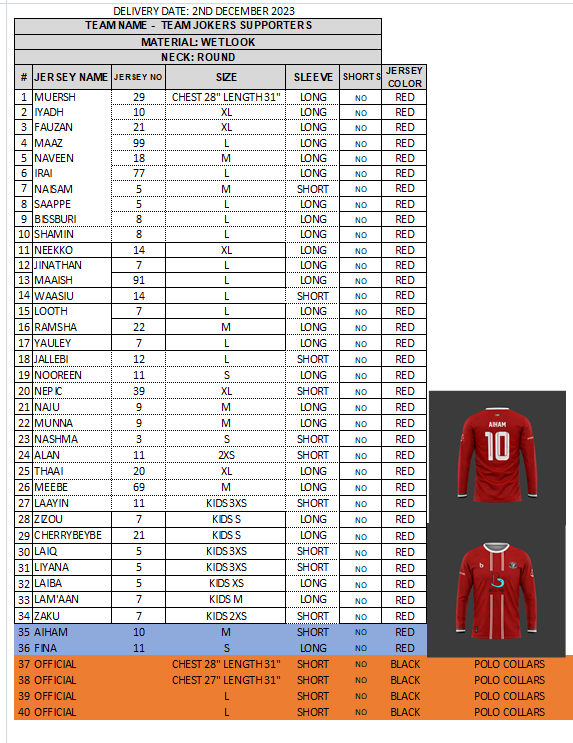 DELIVERY DATE: 2ND DECEMBER 2023
TEAM NAME - TEAM JOKERS SUPPORTERS
MATERIAL: WETLOOK
NECK: ROUND
# JERSEY NAME JERSEY NO SIZE SLEEVE SHORTS JERSEY COLOR
1 MUERSH 29 CHEST 28" LENGTH 31" LONG NO RED
2 IYADH 10 XL LONG NO RED
3 FAUZAN 21 XL LONG NO RED
4 MAAZ 99 L LONG NO RED
5 NAVEEN 18 M LONG NO RED
6 IRAI 77 L LONG NO RED
7 NAISAM 5 M SHORT NO RED
8 SAAPPE 5 L LONG NO RED
9 BISSBURI 8 L LONG NO RED
10 SHAMIN 8 L LONG NO RED
11 NEEKKO 14 XL LONG NO RED
12 JINATHAN 7 L LONG NO RED
13 MAAISH 91 L LONG NO RED
14 WAASIU 14 L SHORT NO RED
15 LOOTH 7 L LONG NO RED
16 RAMSHA 22 M LONG NO RED
17 YAULEY 7 L LONG NO RED
18 JALLEBI 12 L SHORT NO RED
19 NOOREEN 11 S LONG NO RED
20 NEPIC 39 XL SHORT NO RED
21 NAJU 9 M LONG NO RED
22 MUNNA 9 M LONG NO RED
23 NASHMA 3 S SHORT NO RED
24 ALAN 11 2XS SHORT NO RED
25 THAAI 20 XL LONG NO RED
26 MEEBE 69 M LONG NO RED
27 LAAYIN 11 KIDS 3XS SHORT NO RED
28 ZIZOU 7 KIDS S LONG NO RED
29 CHERRYBEYBE 21 KIDS S LONG NO RED
30 LAIQ 5 KIDS 3XS SHORT NO RED
31 LIYANA 5 KIDS 3XS SHORT NO RED
32 LAIBA 5 KIDS XS LONG NO RED
33 LAM'AAN 7 KIDS M LONG NO RED
34 ZAKU 7 KIDS 2XS SHORT NO RED
35 AIHAM 10 M SHORT NO RED
36 FINA 11 S LONG NO RED
37 OFFICIAL CHEST 28" LENGTH 31" SHORT NO BLACK POLO COLLARS
38 OFFICIAL CHEST 27" LENGTH 31" SHORT NO BLACK POLO COLLARS
39 OFFICIAL L SHORT NO BLACK POLO COLLARS
40 OFFICIAL L SHORT NO BLACK POLO COLLARS
AIHAM
10